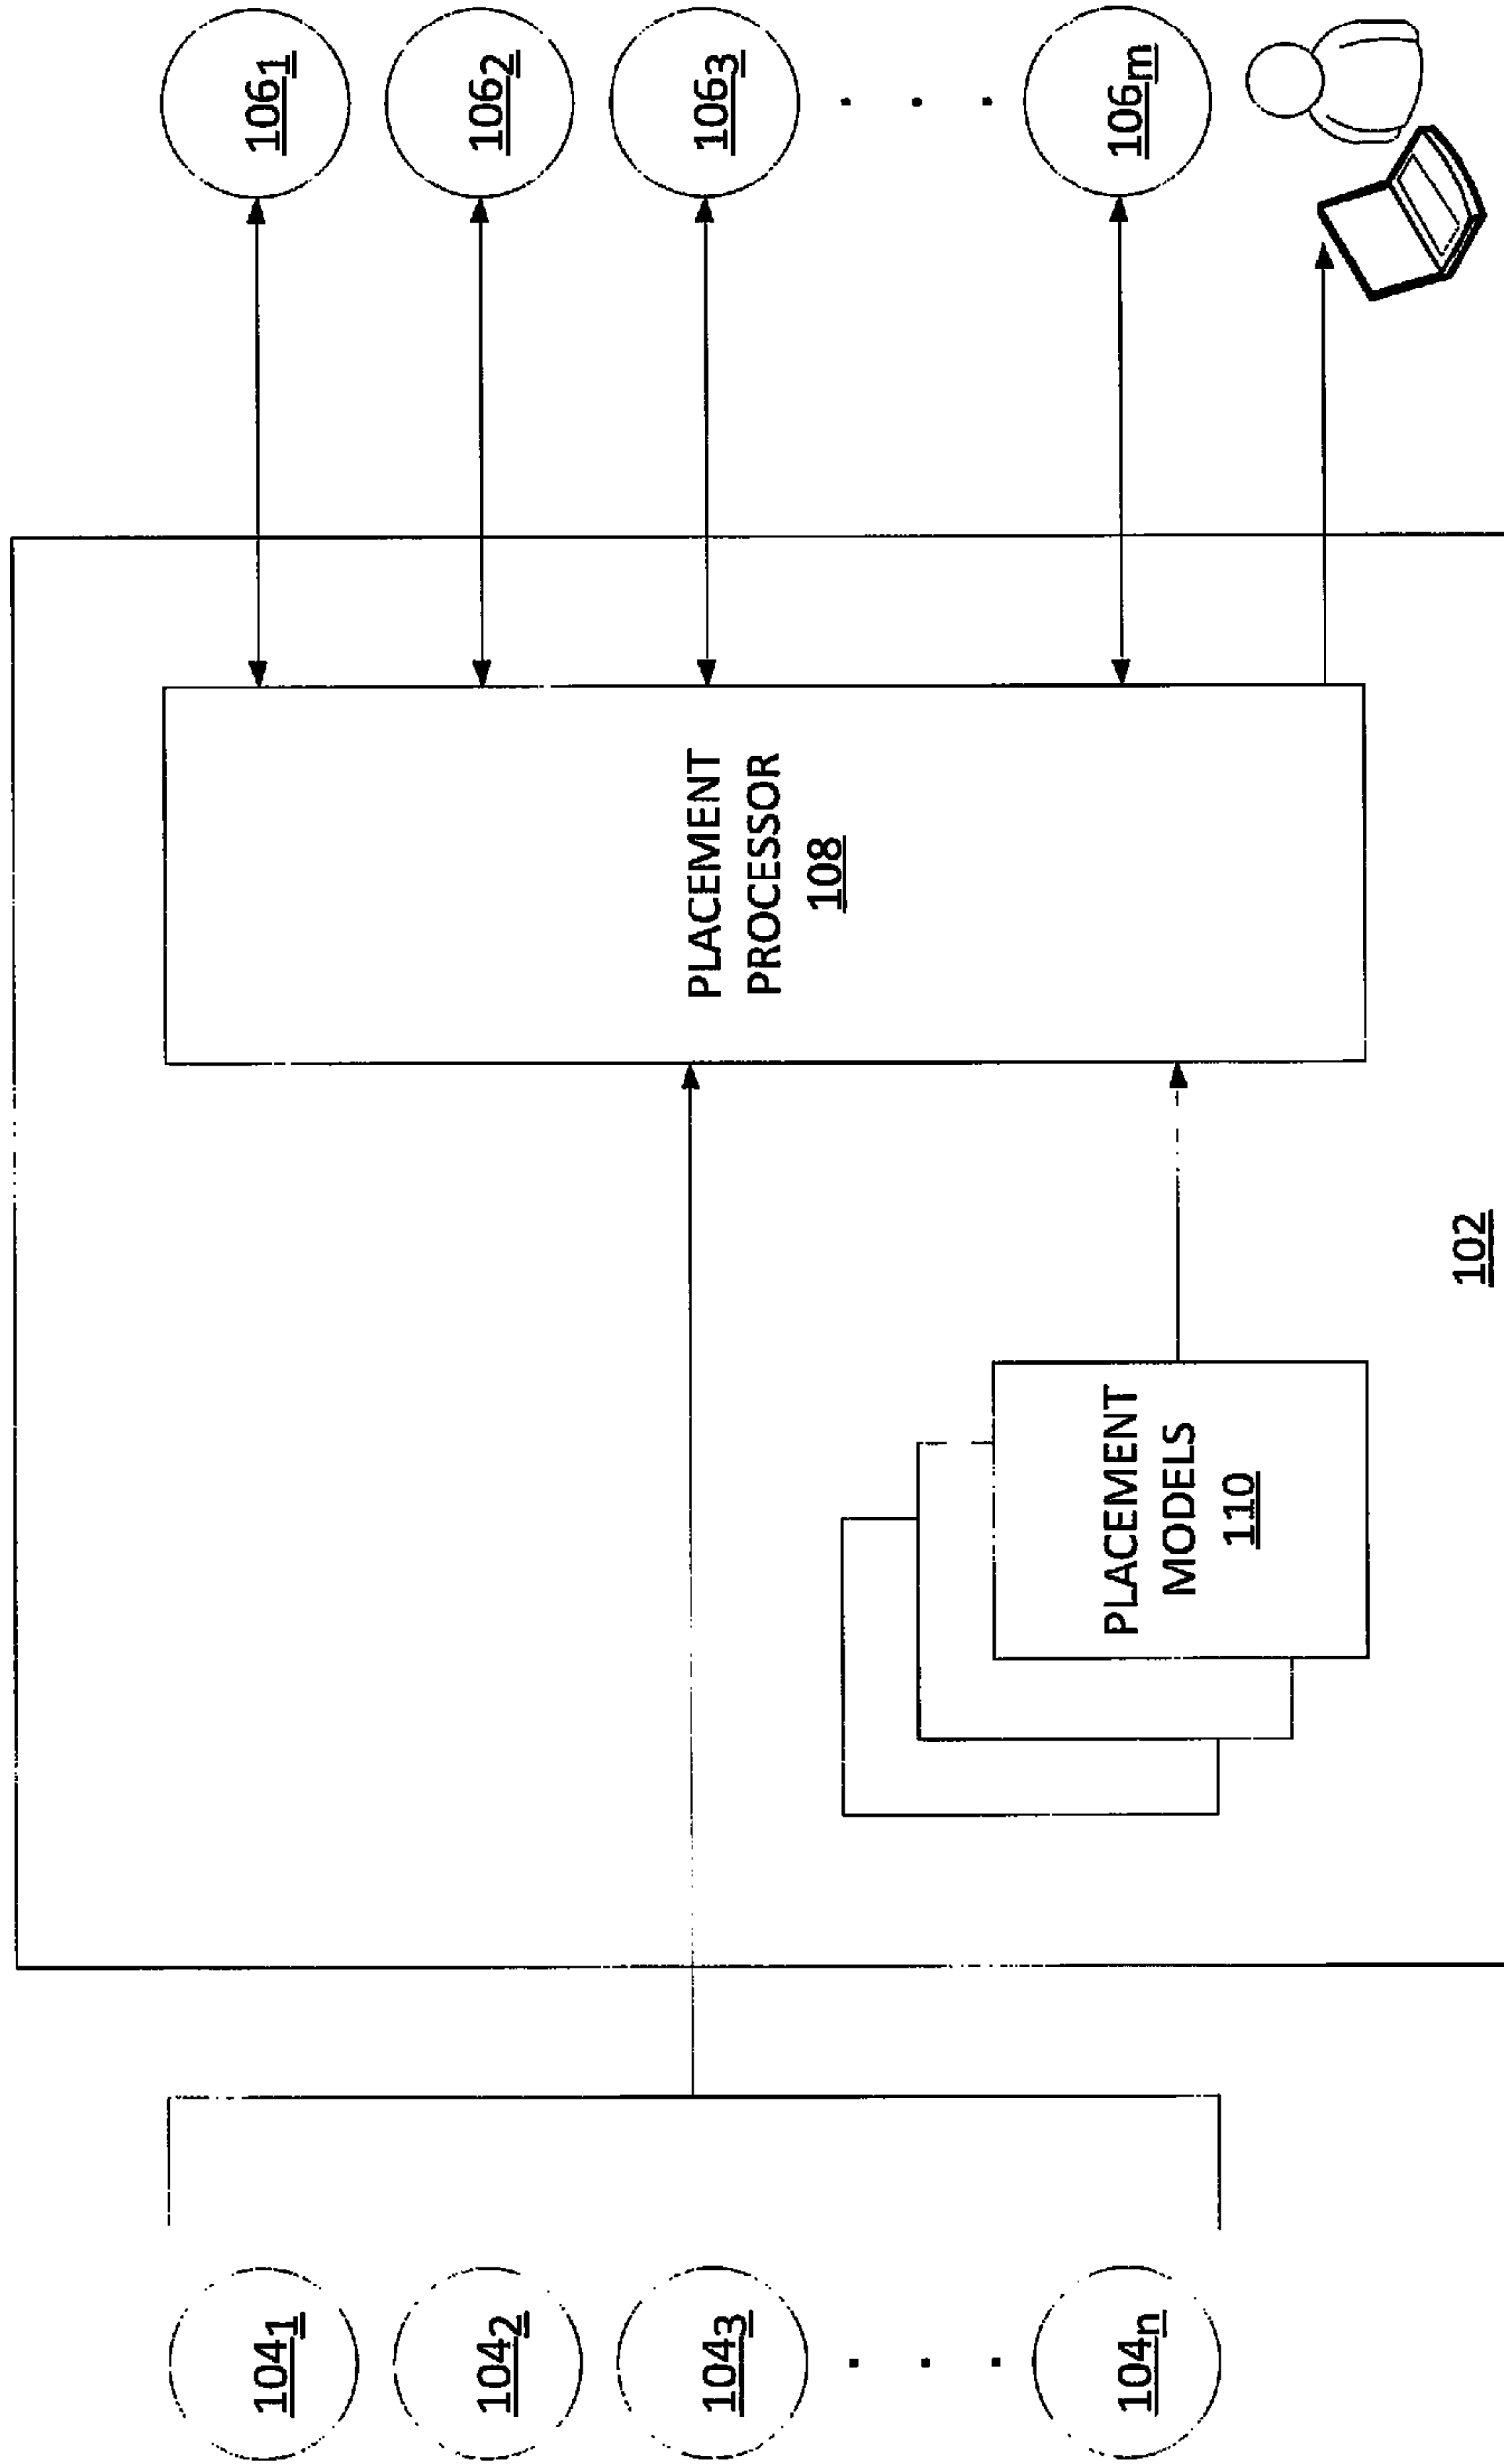 104₁
104₂
104₃
104ₙ
PLACEMENT
MODELS
110
102
PLACEMENT
PROCESSOR
108
106₁
106₂
106₃
106ₘ